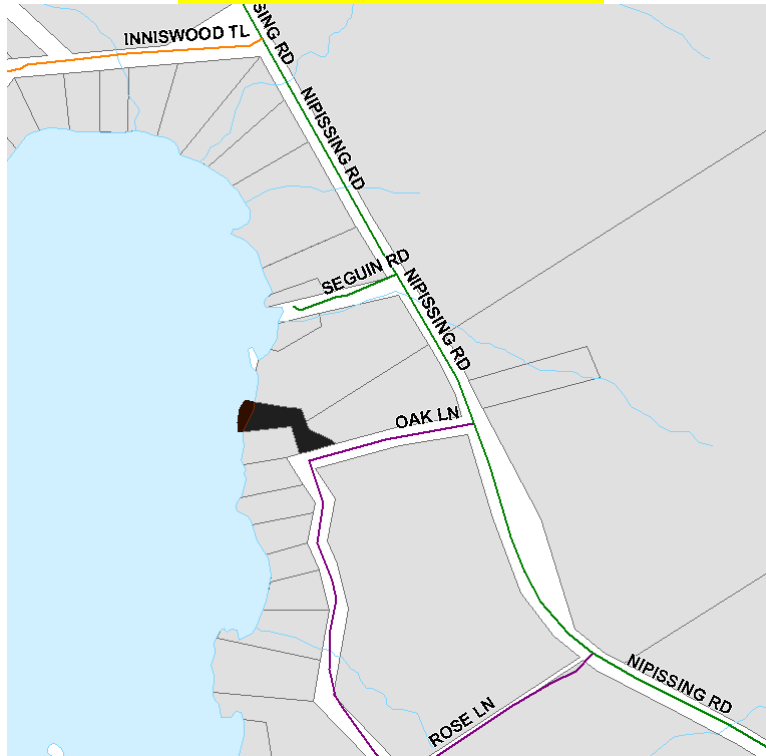 INNISWOOD TL
SING RD
NIPISSING RD
SEGUIN RD
NIPISSING RD
OAK LN
NIPISSING RD
ROSE LN